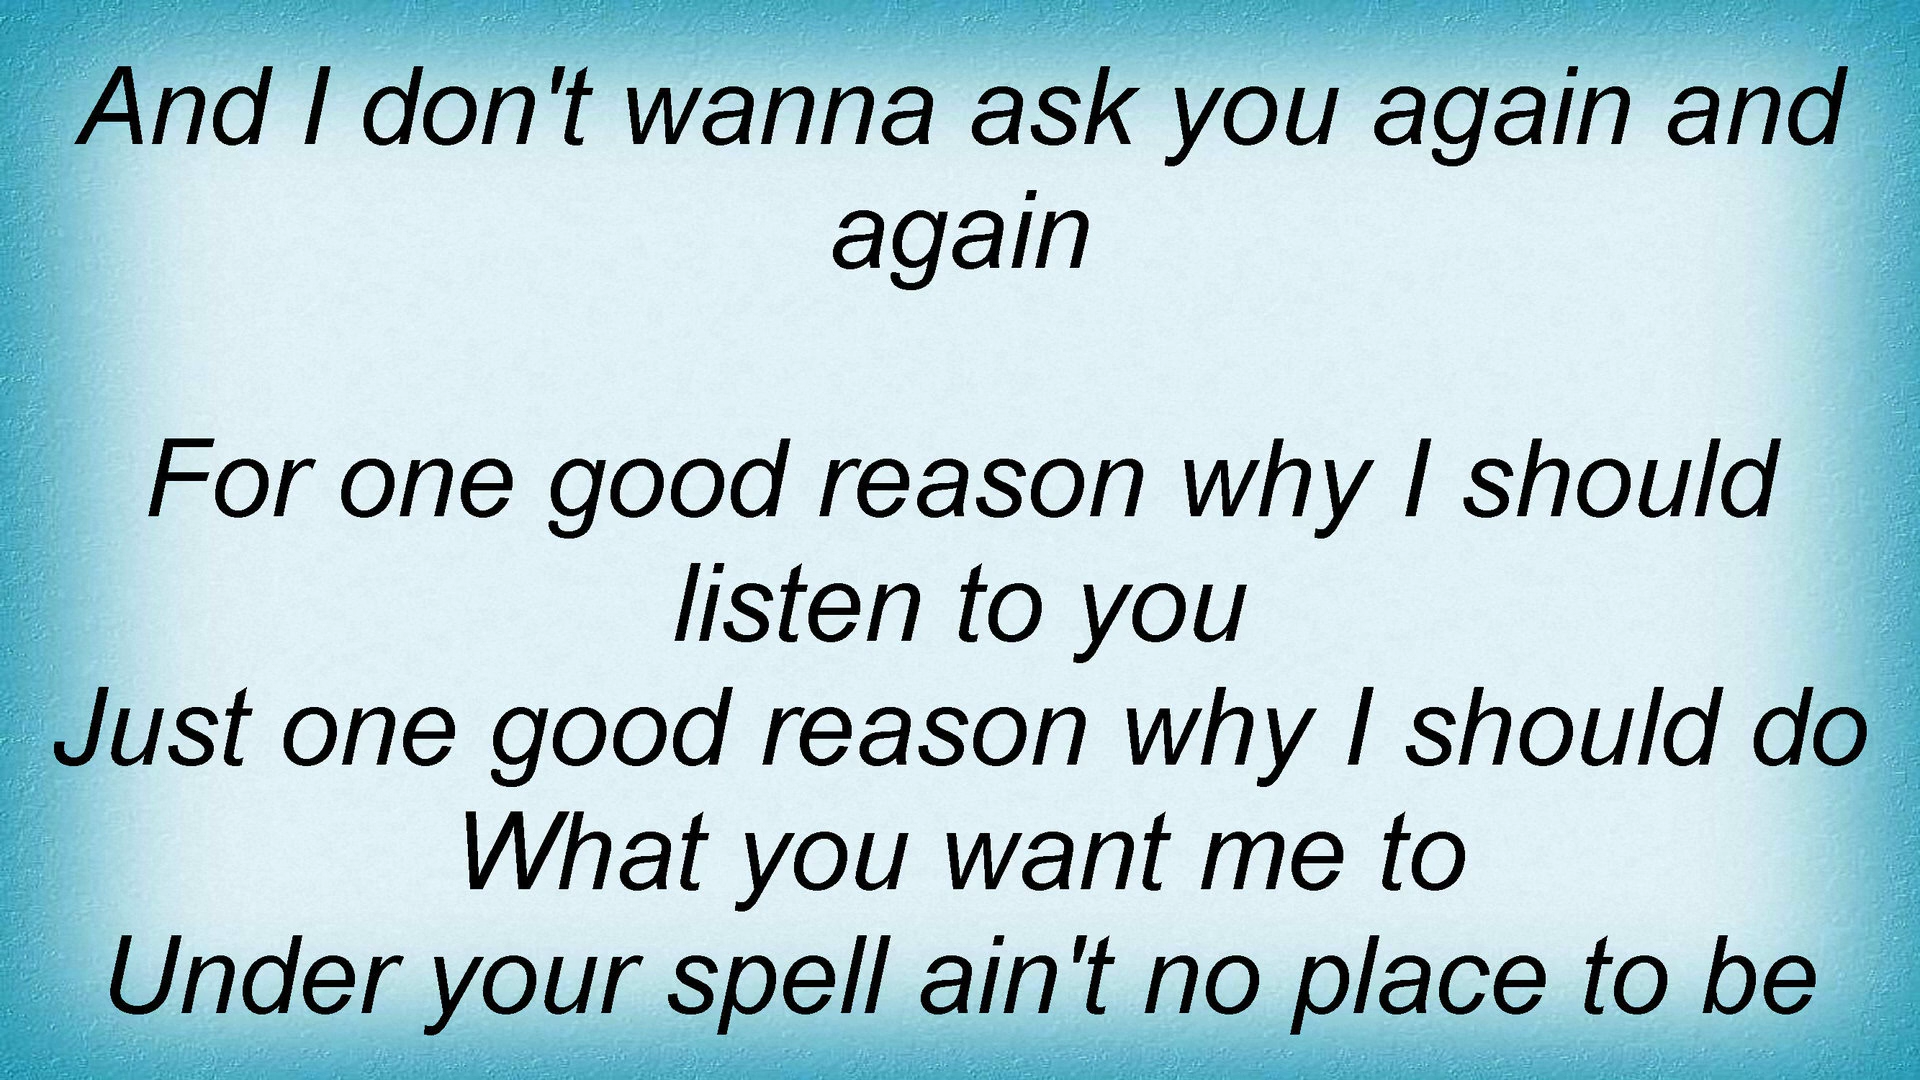 And I don't wanna ask you again and
again
For one good reason why I should
listen to you
Just one good reason why I should do
What you want me to
Under your spell ain't no place to be